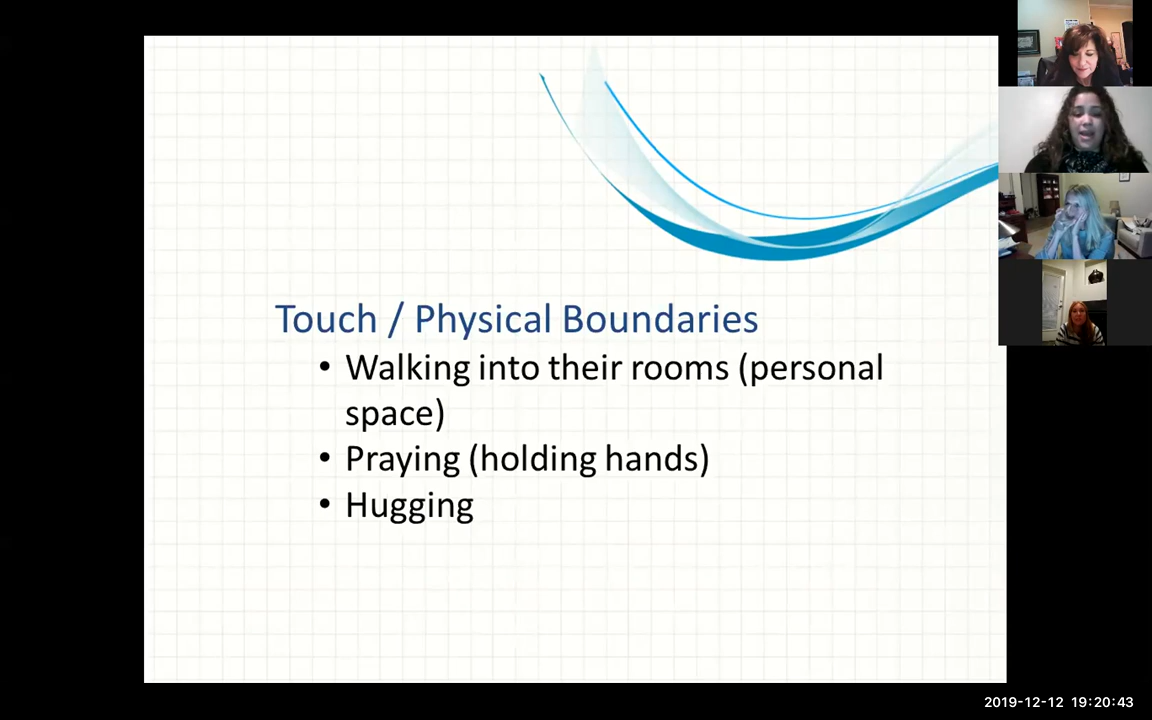 Touch / Physical Boundaries
• Walking into their rooms (personal
space)
• Praying (holding hands)
• Hugging
2019-12-12 19:20:43